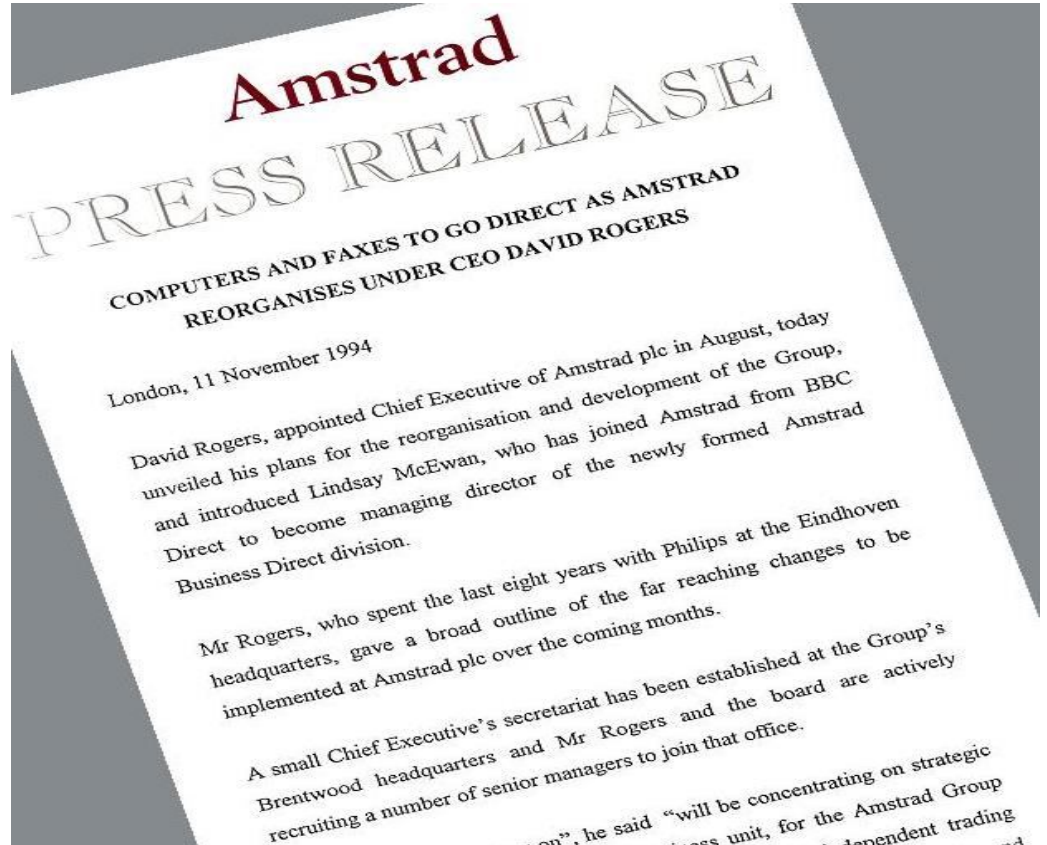 Amstrad
PRESS RELEASE
COMPUTERS AND FAXES TO GO DIRECT AS AMSTRAD
REORGANISES UNDER CEO DAVID ROGERS
London, 11 November 1994
David Rogers, appointed Chief Executive of Amstrad plc in August, today
unveiled his plans for the reorganisation and development of the Group,
and introduced Lindsay McEwan, who has joined Amstrad from BBC
Direct to become managing director of the newly formed Amstrad
Business Direct division.
Mr Rogers, who spent the last eight years with Philips at the Eindhoven
headquarters, gave a broad outline of the far reaching changes to be
implemented at Amstrad plc over the coming months.
A small Chief Executive’s secretariat has been established at the Group’s
Brentwood headquarters and Mr Rogers and the board are actively
recruiting a number of senior managers to join that office.
he said “will be concentrating on strategic
unit, for the Amstrad Group
trading